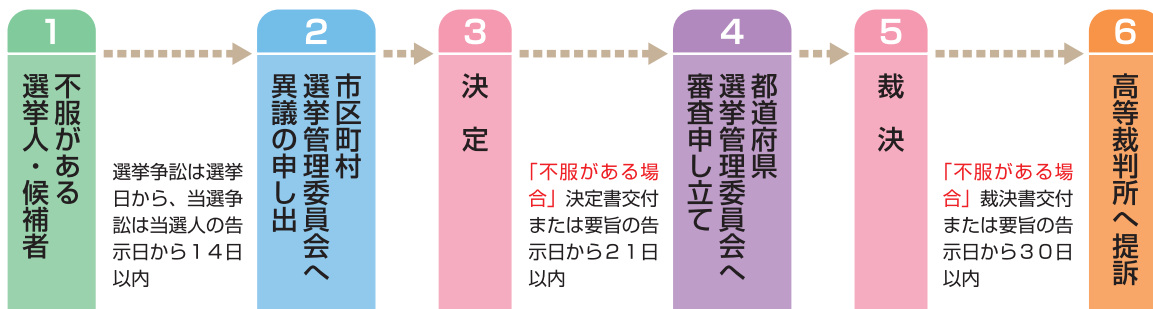 1
不服がある
選挙人・候補者
選挙争訟は選挙
日から、当選争
訟は当選人の告
示日から14日
以内
2
市区町村
選挙管理委員会へ
異議の申し出
3
決定
「不服がある場
合」決定書交付
または要旨の告
示日から21日
以内
4
都道府県
選挙管理委員会へ
審査申し立て
5
裁決
「不服がある場
合」裁決書交付
または要旨の告
示日から30日
以内
6
高等裁判所へ提訴